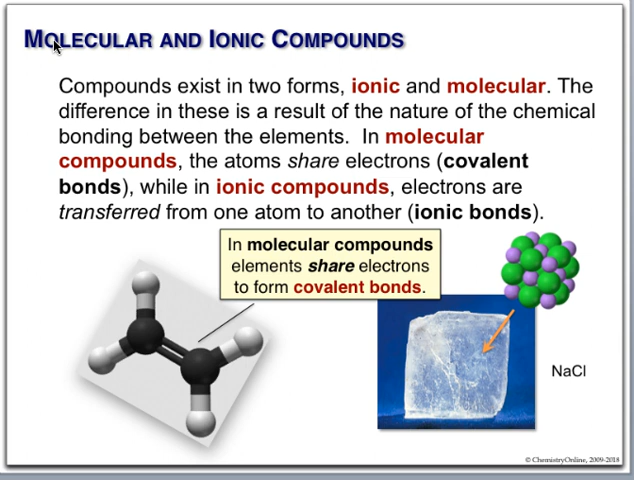 MOLECULAR AND IONIC COMPOUNDS
Compounds exist in two forms, ionic and molecular. The
difference in these is a result of the nature of the chemical
bonding between the elements. In molecular
compounds, the atoms share electrons (covalent
bonds), while in ionic compounds, electrons are
transferred from one atom to another (ionic bonds).
In molecular compounds
elements share electrons
to form covalent bonds.
NaCl
© ChemistryOnline, 2009-2018